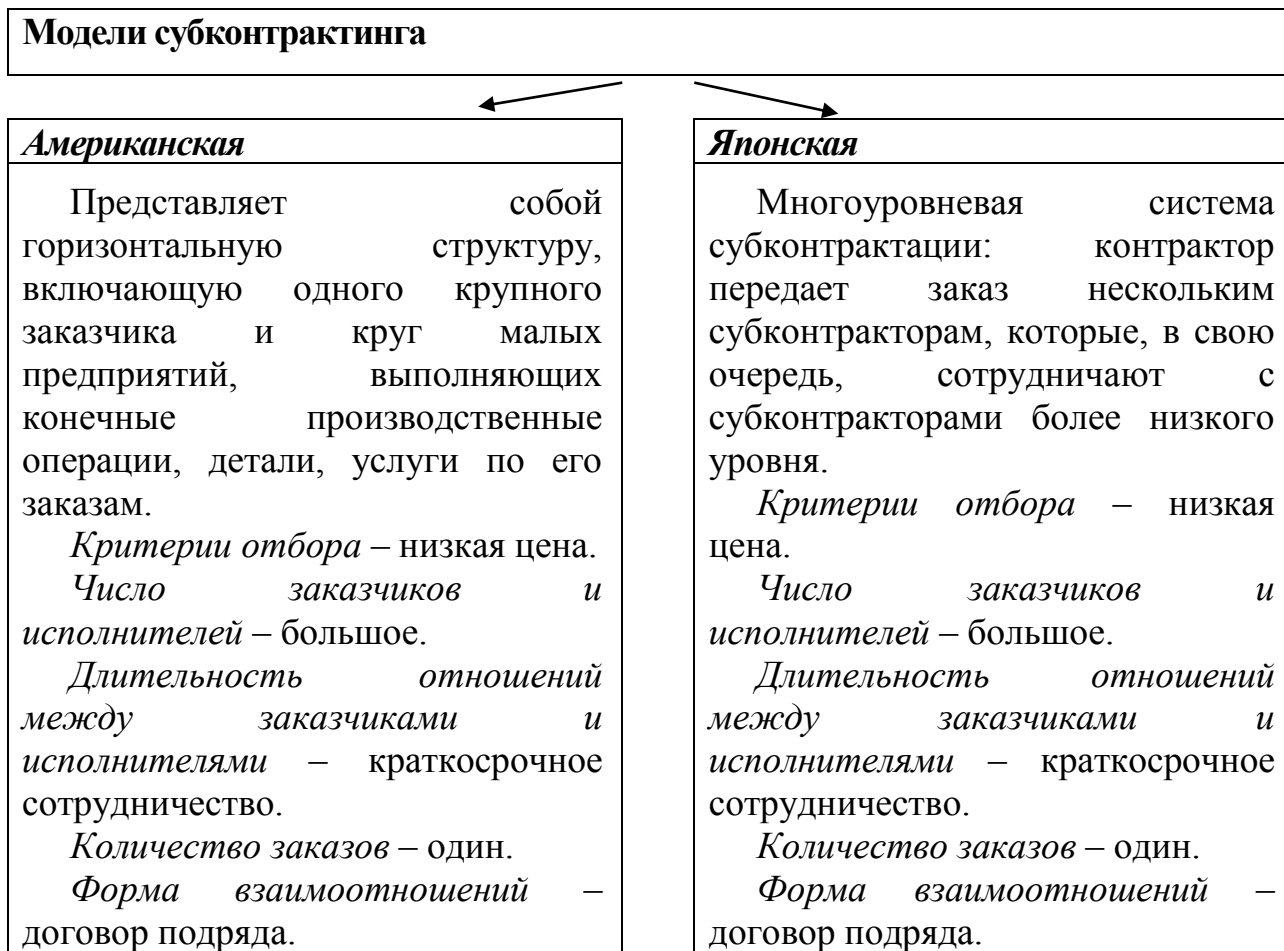 Модели субконтрактинга
Американская
Представляет собой
горизонтальную структуру,
включающую одного крупного
заказчика и круг малых
предприятий, выполняющих
конечные производственные
операции, детали, услуги по его
заказам.
Критерии отбора – низкая цена.
Число заказчиков и
исполнителей – большое.
Длительность отношений
между заказчиками и
исполнителями – краткосрочное
сотрудничество.
Количество заказов – один.
Форма взаимоотношений –
договор подряда.
Японская
Многоуровневая система
субконтрактации: контрактор
передает заказ нескольким
субконтракторам, которые, в свою
очередь, сотрудничают с
субконтракторами более низкого
уровня.
Критерии отбора – низкая
цена.
Число заказчиков и
исполнителей – большое.
Длительность отношений
между заказчиками и
исполнителями – краткосрочное
сотрудничество.
Количество заказов – один.
Форма взаимоотношений –
договор подряда.